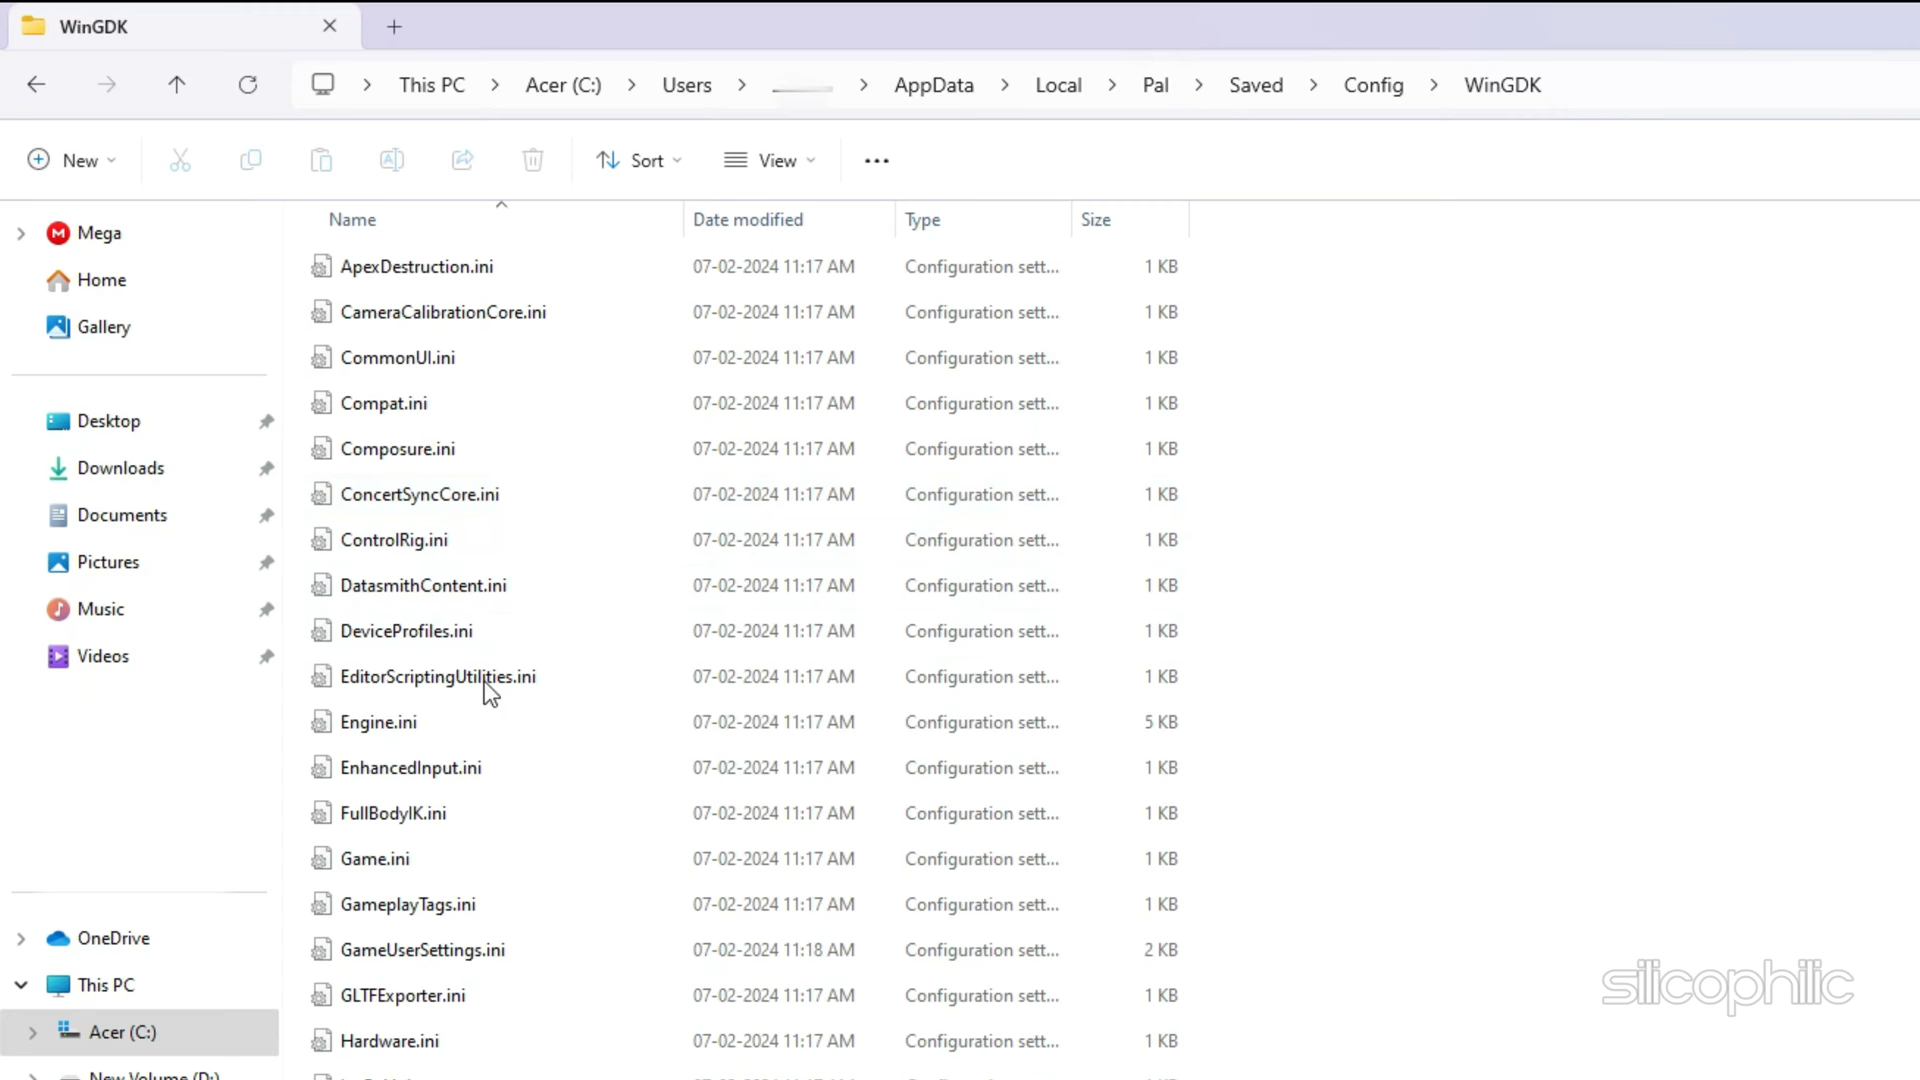 WinGDK
This PC > Acer (C:) > Users > > AppData > Local > Pal > Saved > Config > WinGDK
New Sort View
Name Date modified Type Size
Mega
Home
Gallery
Desktop
Downloads
Documents
Pictures
Music
Videos
OneDrive
This PC
Acer (C:)
New Volume (D:)
ApexDestruction.ini 07-02-2024 11:17 AM Configuration sett... 1 KB
CameraCalibrationCore.ini 07-02-2024 11:17 AM Configuration sett... 1 KB
CommonUI.ini 07-02-2024 11:17 AM Configuration sett... 1 KB
Compat.ini 07-02-2024 11:17 AM Configuration sett... 1 KB
Composure.ini 07-02-2024 11:17 AM Configuration sett... 1 KB
ConcertSyncCore.ini 07-02-2024 11:17 AM Configuration sett... 1 KB
ControlRig.ini 07-02-2024 11:17 AM Configuration sett... 1 KB
DatasmithContent.ini 07-02-2024 11:17 AM Configuration sett... 1 KB
DeviceProfiles.ini 07-02-2024 11:17 AM Configuration sett... 1 KB
EditorScriptingUtilities.ini 07-02-2024 11:17 AM Configuration sett... 1 KB
Engine.ini 07-02-2024 11:17 AM Configuration sett... 5 KB
EnhancedInput.ini 07-02-2024 11:17 AM Configuration sett... 1 KB
FullBodyIK.ini 07-02-2024 11:17 AM Configuration sett... 1 KB
Game.ini 07-02-2024 11:17 AM Configuration sett... 1 KB
GameplayTags.ini 07-02-2024 11:17 AM Configuration sett... 1 KB
GameUserSettings.ini 07-02-2024 11:18 AM Configuration sett... 2 KB
GLTFExporter.ini 07-02-2024 11:17 AM Configuration sett... 1 KB
Hardware.ini 07-02-2024 11:17 AM Configuration sett... 1 KB
silicophilic